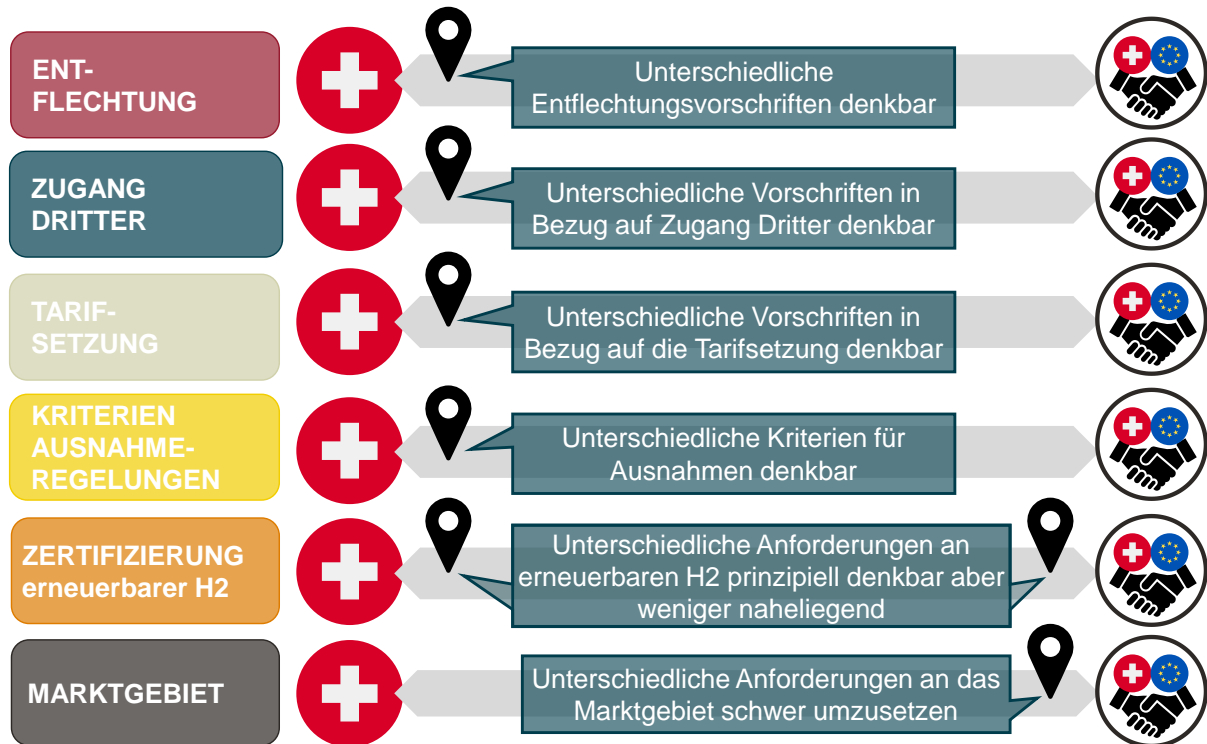 ENT-
FLECHTUNG
Unterschiedliche
Entflechtungsvorschriften denkbar
ZUGANG
DRITTER
Unterschiedliche Vorschriften in
Bezug auf Zugang Dritter denkbar
TARIF-
SETZUNG
Unterschiedliche Vorschriften in
Bezug auf die Tarifsetzung denkbar
KRITERIEN
AUSNAHME-
REGELUNGEN
Unterschiedliche Kriterien für
Ausnahmen denkbar
ZERTIFIZIERUNG
erneuerbarer H2
Unterschiedliche Anforderungen an
erneuerbaren H2 prinzipiell denkbar aber
weniger naheliegend
MARKTGEBIET
Unterschiedliche Anforderungen an das
Marktgebiet schwer umzusetzen